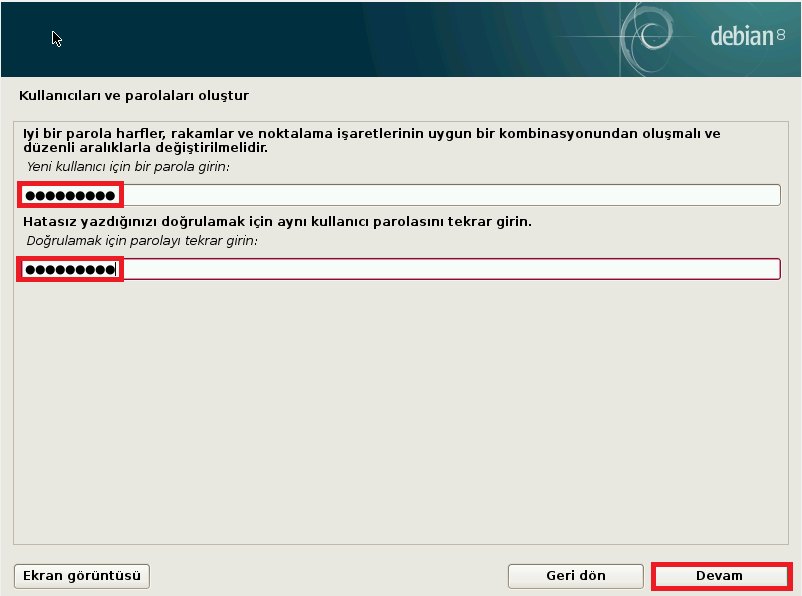 debian 8
Kullanıcıları ve parolaları oluştur
Iyi bir parola harfler, rakamlar ve noktalama işaretlerinin uygun bir kombinasyonundan oluşmalı ve
düzenli aralıklarla değiştirilmelidir.
Yeni kullanıcı için bir parola girin:
●●●●●●●●●
Hatasız yazdığınızı doğrulamak için aynı kullanıcı parolasını tekrar girin.
Doğrulamak için parolayı tekrar girin:
●●●●●●●●●
Ekran görüntüsü
Geri dön
Devam